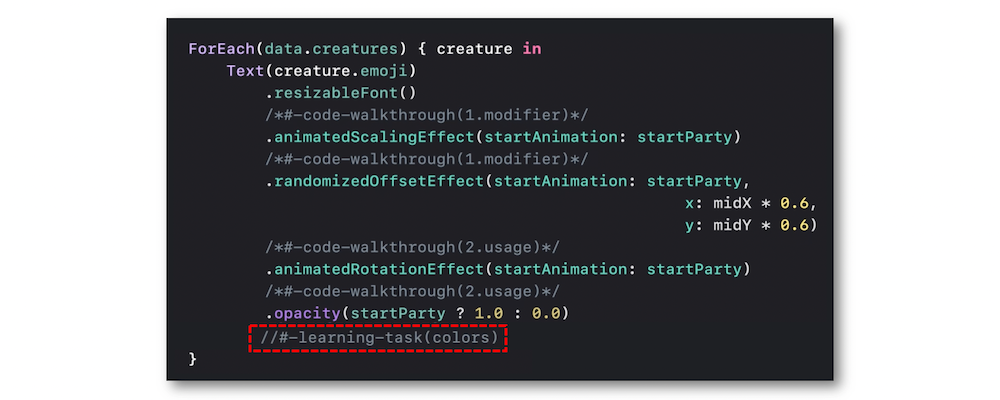 ForEach(data.creatures) { creature in
    Text(creature.emoji)
        .resizableFont()
        /*#-code-walkthrough(1.modifier)*/
        .animatedScalingEffect(startAnimation: startParty)
        /*#-code-walkthrough(1.modifier)*/
        .randomizedOffsetEffect(startAnimation: startParty,
                                                x: midX * 0.6,
                                                y: midY * 0.6)
        /*#-code-walkthrough(2.usage)*/
        .animatedRotationEffect(startAnimation: startParty)
        /*#-code-walkthrough(2.usage)*/
        .opacity(startParty ? 1.0 : 0.0)
        //#-learning-task(colors)
}